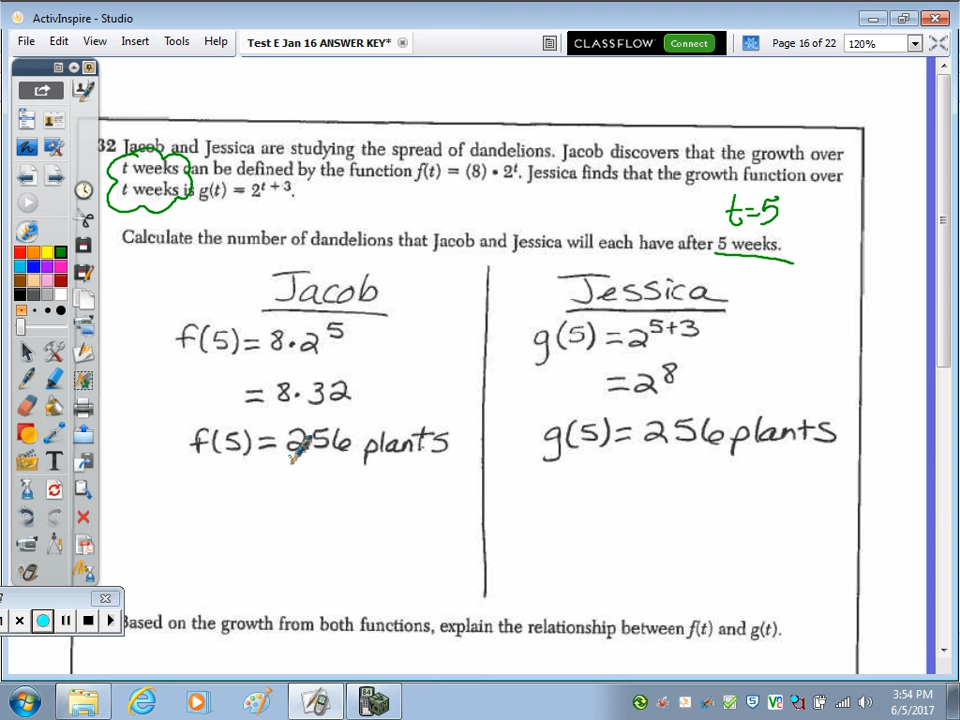 ActivInspire - Studio
File Edit View Insert Tools Help
Test E Jan 16 ANSWER KEY*
CLASSFLOW Connect
Page 16 of 22
120%
32 Jacob and Jessica are studying the spread of dandelions. Jacob discovers that the growth over
t weeks can be defined by the function f(t) = (8) • 2^t. Jessica finds that the growth function over
t weeks is g(t) = 2^(t + 3).
t=5
Calculate the number of dandelions that Jacob and Jessica will each have after 5 weeks.
Jacob
f(5)=8·2^5
=8·32
f(5)=256 plants
Jessica
g(5)=2^(5+3)
=2^8
g(5)=256 plants
Based on the growth from both functions, explain the relationship between f(t) and g(t).
3:54 PM
6/5/2017